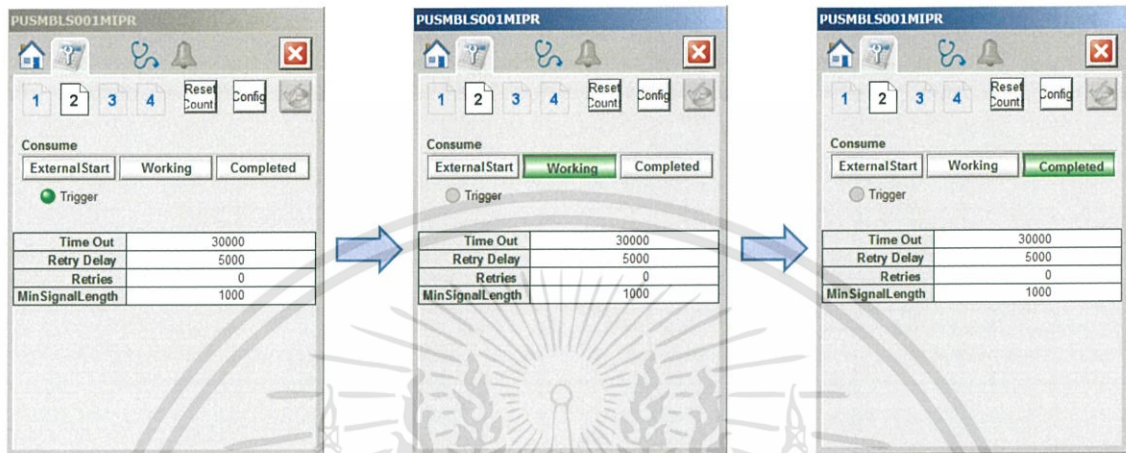 PUSMBLS001MIPR
1 2 3 4 Reset Count: Config
Consume
ExternalStart Working Completed
Trigger
Time Out 30000
Retry Delay 5000
Retries 0
MinSignalLength 1000
PUSMBLS001MIPR
1 2 3 4 Reset Count: Config
Consume
ExternalStart Working Completed
Trigger
Time Out 30000
Retry Delay 5000
Retries 0
MinSignalLength 1000
PUSMBLS001MIPR
1 2 3 4 Reset Count: Config
Consume
ExternalStart Working Completed
Trigger
Time Out 30000
Retry Delay 5000
Retries 0
MinSignalLength 1000